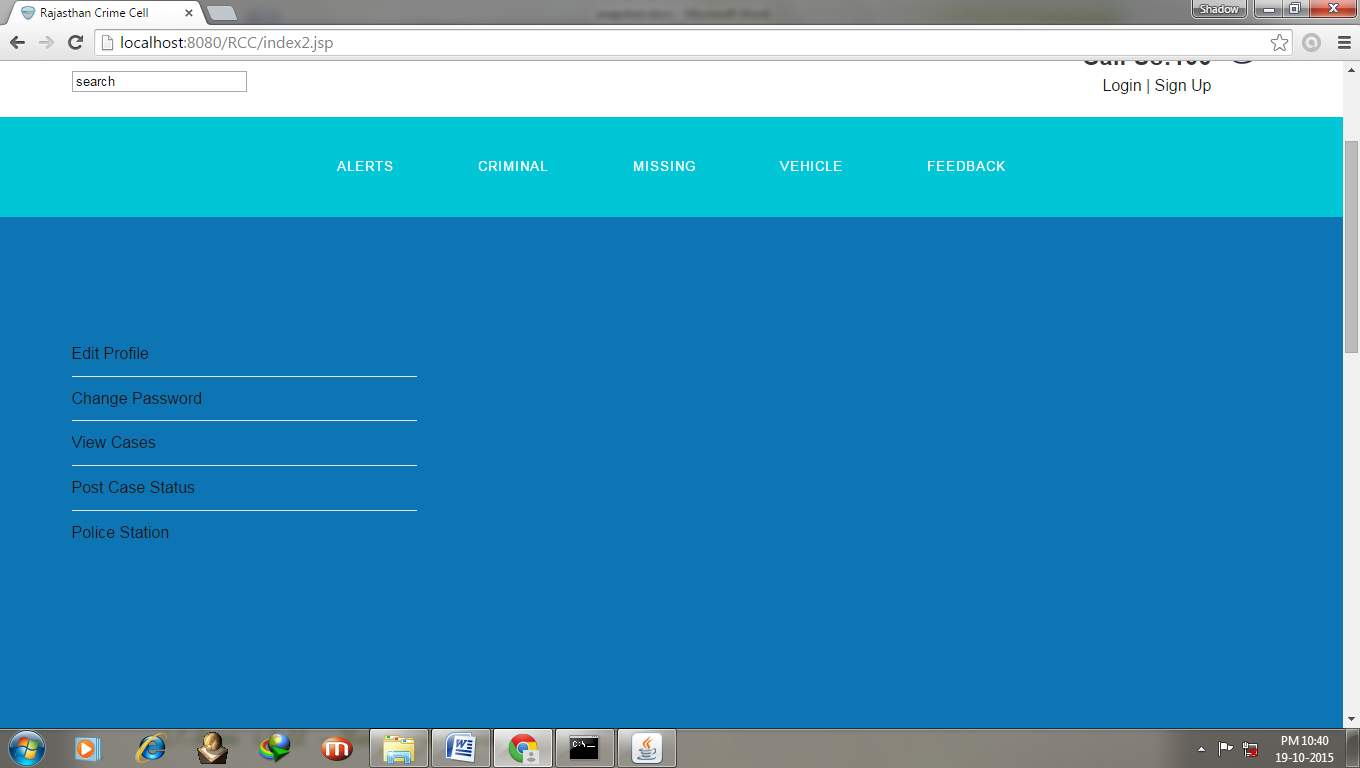 Rajasthan Crime Cell
Shadow
localhost:8080/RCC/index2.jsp
search
Login | Sign Up
ALERTS CRIMINAL MISSING VEHICLE FEEDBACK
Edit Profile
Change Password
View Cases
Post Case Status
Police Station
PM 10:40
19-10-2015